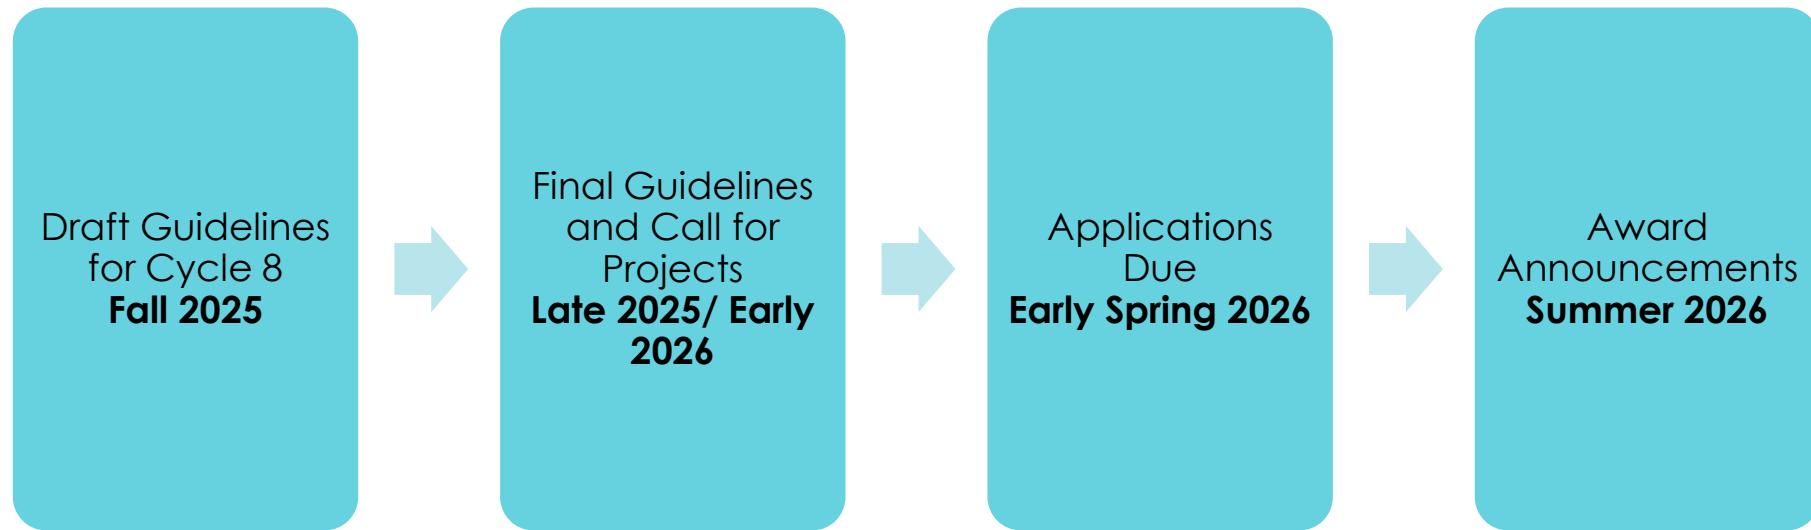 Draft Guidelines
for Cycle 8
Fall 2025
Final Guidelines
and Call for
Projects
Late 2025/ Early
2026
Applications
Due
Early Spring 2026
Award
Announcements
Summer 2026